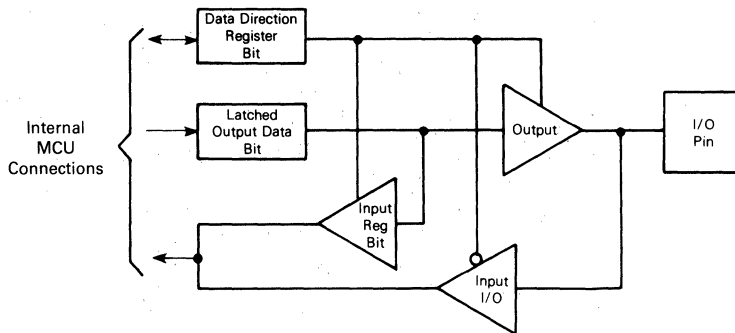 Data Direction
Register
Bit
Latched
Output Data
Bit
Internal
MCU
Connections
Output
I/O
Pin
Input
Reg
Bit
Input
I/O